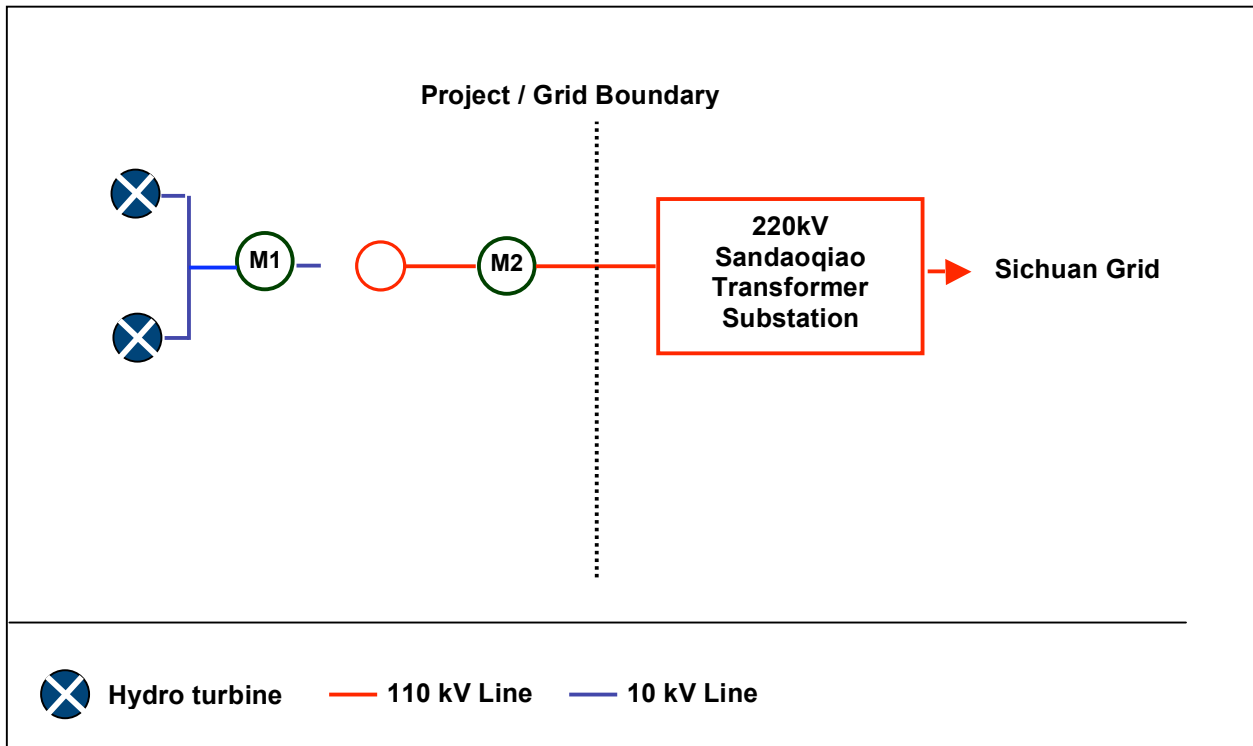 Project / Grid Boundary
M1
M2
220kV
Sandaoqiao
Transformer
Substation
Sichuan Grid
Hydro turbine
110 kV Line
10 kV Line